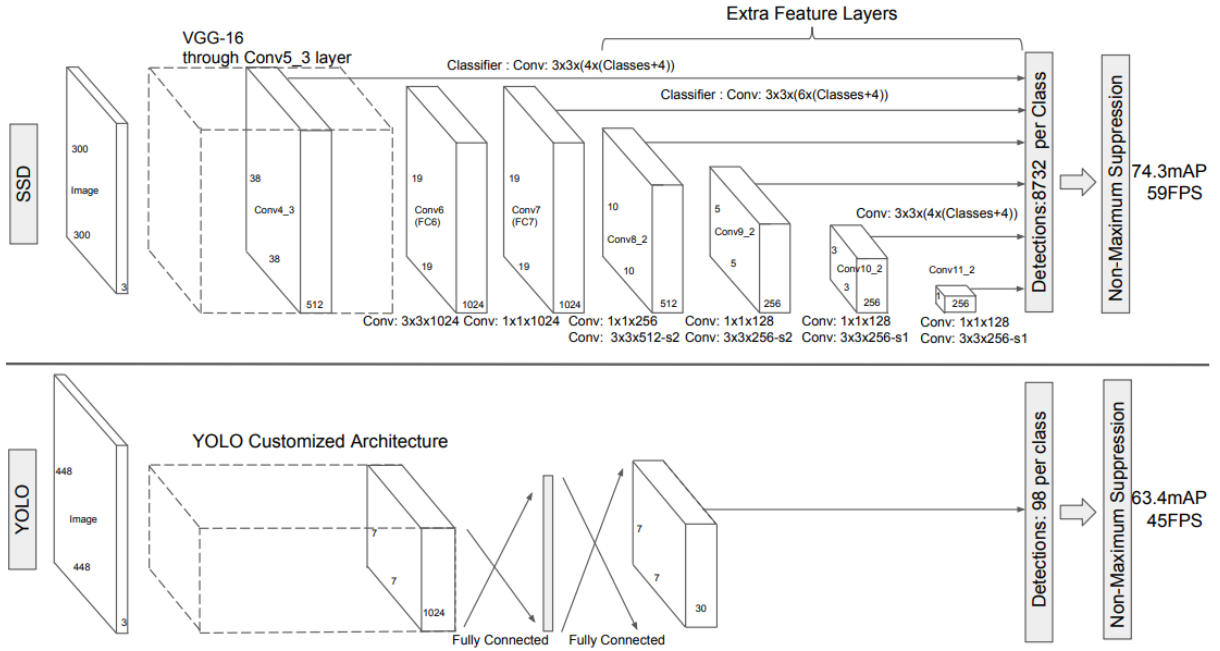 Extra Feature Layers
VGG-16
through Conv5_3 layer
Classifier : Conv: 3x3x(4x(Classes+4))
Classifier : Conv: 3x3x(6x(Classes+4))
SSD
300
Image
300
3
38
Conv4_3
38
512
19
Conv6
(FC6)
19
1024
19
Conv7
(FC7)
19
1024
10
Conv8_2
10
512
5
Conv9_2
5
256
Conv: 3x3x(4x(Classes+4))
3
Conv10_2
3
256
Conv11_2
1
256
Detections:8732 per Class
Non-Maximum Suppression
74.3mAP
59FPS
Conv: 3x3x1024
Conv: 1x1x1024
Conv: 1x1x256
Conv: 3x3x512-s2
Conv: 1x1x128
Conv: 3x3x256-s2
Conv: 1x1x128
Conv: 3x3x256-s1
Conv: 1x1x128
Conv: 3x3x256-s1
YOLO
448
Image
448
3
YOLO Customized Architecture
7
7
1024
Fully Connected
Fully Connected
7
7
30
Detections: 98 per class
Non-Maximum Suppression
63.4mAP
45FPS